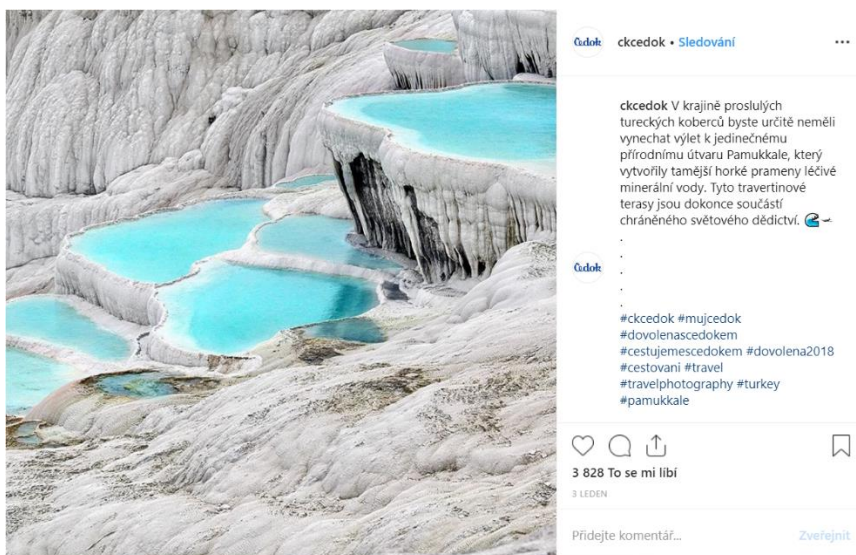 Čedok
ckcedok • Sledování
ckcedok V krajině proslulých
tureckých koberců byste určitě neměli
vynechat výlet k jedinečnému
přírodnímu útvaru Pamukkale, který
vytvořily tamější horké prameny léčivé
minerální vody. Tyto travertinové
terasy jsou dokonce součástí
chráněného světového dědictví.
.
.
.
.
.
Čedok
#ckcedok #mujcedok
#dovolenascedokem
#cestujemescedokem #dovolena2018
#cestovani #travel
#travelphotography #turkey
#pamukkale
3 828 To se mi líbí
3 LEDEN
Přidejte komentář...
Zveřejnit